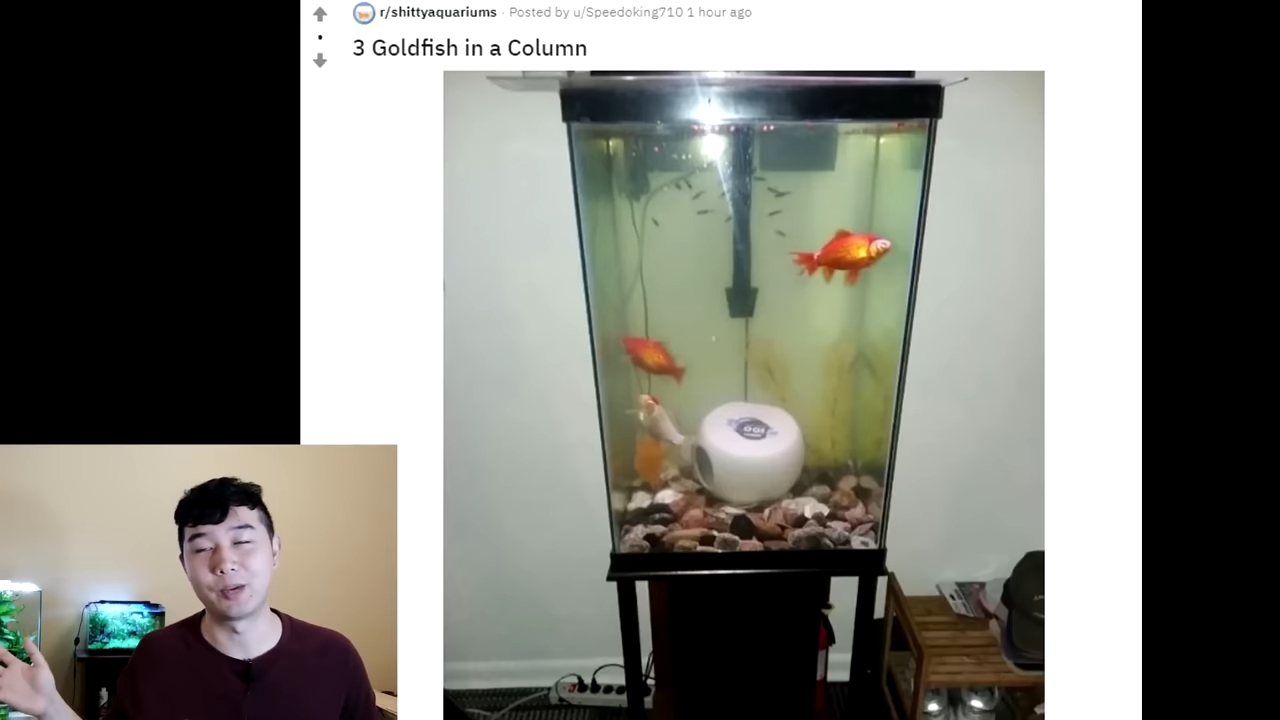 r/shittyaquariums · Posted by u/Speedoking710 1 hour ago
3 Goldfish in a Column